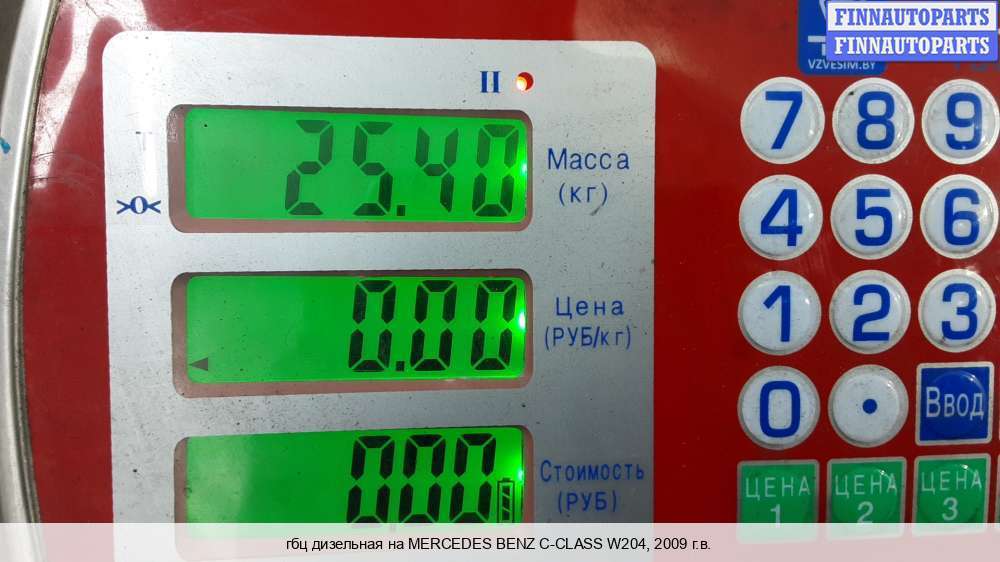 FINNAUTOPARTS
FINNAUTOPARTS
VZVESIM.BY
II
25.40
Масса
(кг)
>0<
0.00
Цена
(РУБ/кг)
000
Стоимость
(РУБ)
7 8 9
4 5 6
1 2 3
0 . Ввод
ЦЕНА 1
ЦЕНА 2
ЦЕНА 3
гбц дизельная на MERCEDES BENZ C-CLASS W204, 2009 г.в.